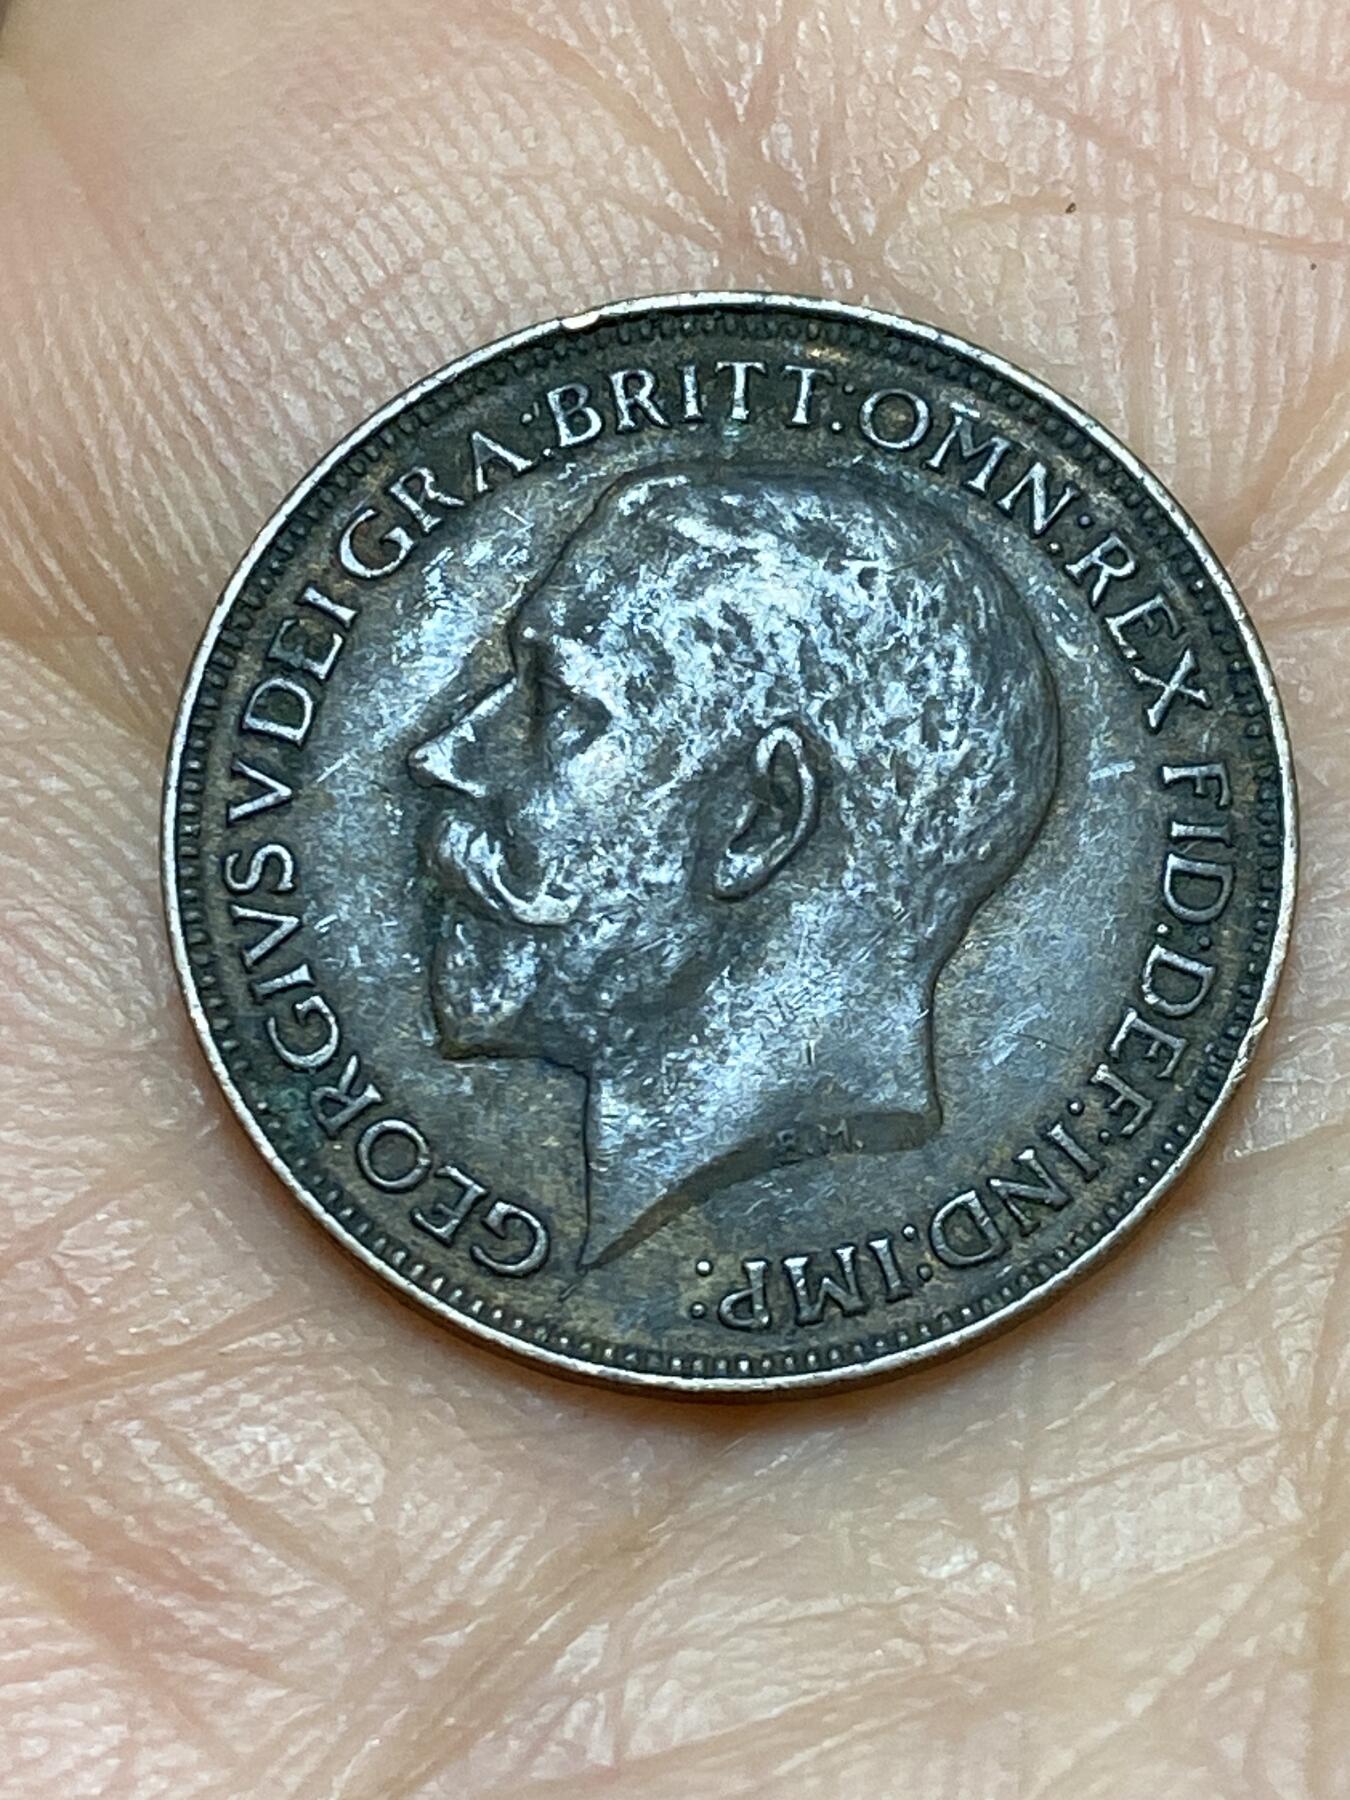 GEORGIVS V DEI GRA: BRITT: OMN: REX FID: DEF: IND: IMP:
B.M.